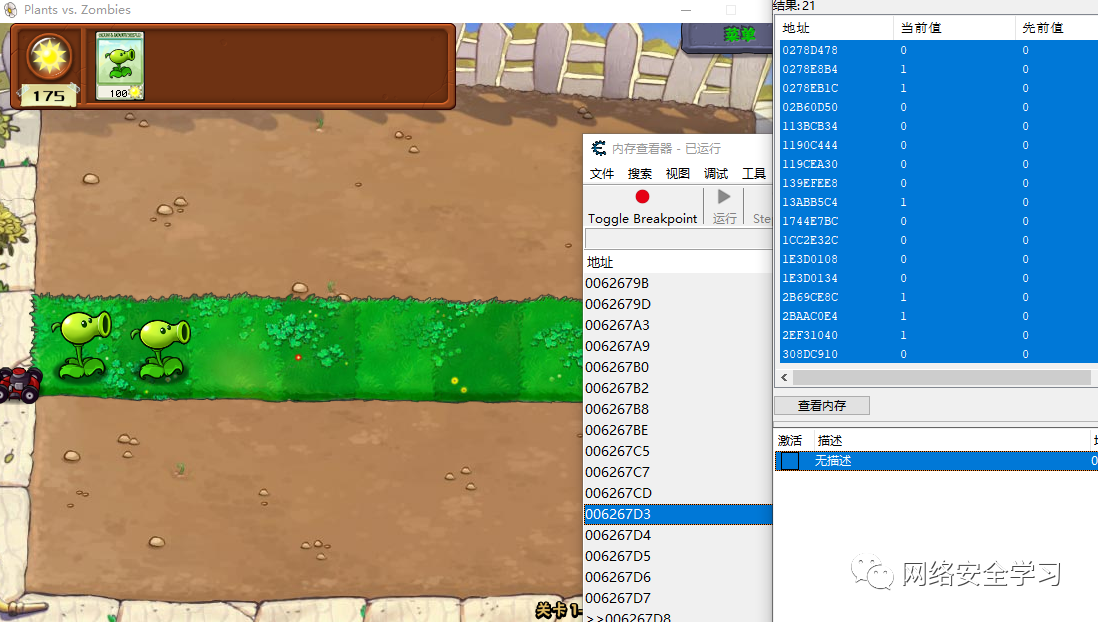 Plants vs. Zombies
175
100
菜单
关卡 1-
内存查看器 - 已运行
文件 搜索 视图 调试 工具
Toggle Breakpoint 运行 Ste
地址
0062679B
0062679D
006267A3
006267A9
006267B0
006267B2
006267B8
006267BE
006267C5
006267C7
006267CD
006267D3
006267D4
006267D5
006267D6
006267D7
>>006267D8
结果: 21
地址 当前值 先前值
0278D478 0 0
0278E8B4 1 0
0278EB1C 1 0
02B60D50 0 0
113BCB34 0 0
1190C444 0 0
119CEA30 0 0
139EFEE8 0 0
13ABB5C4 1 0
1744E7BC 0 0
1CC2E32C 0 0
1E3D0108 0 0
1E3D0134 0 0
2B69CE8C 1 0
2BAAC0E4 1 0
2EF31040 1 0
308DC910 0 0
查看内存
激活 描述
无描述 0
网络安全学习